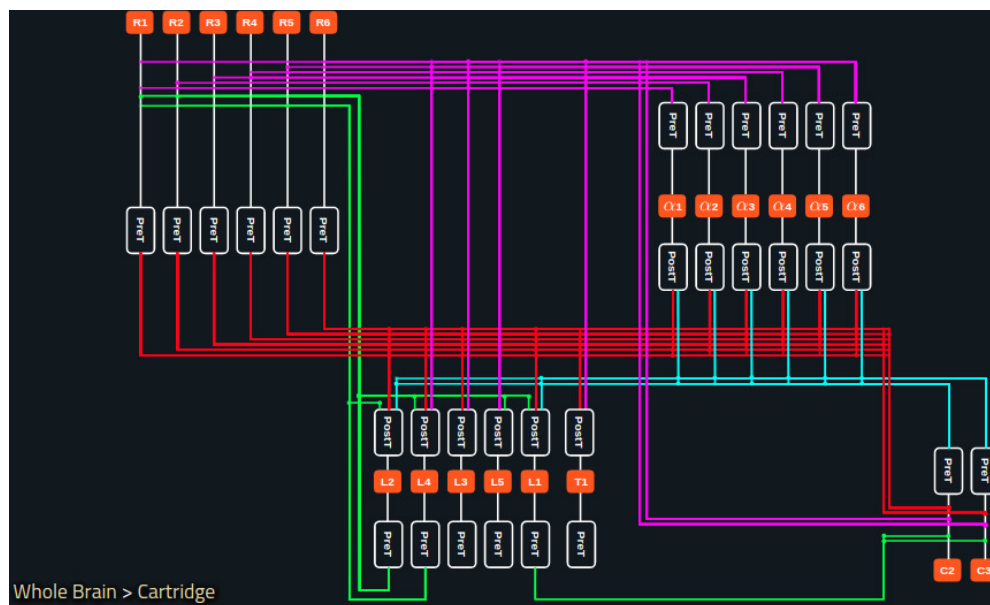 R1 R2 R3 R4 R5 R6
PreT PreT PreT PreT PreT PreT
α1 α2 α3 α4 α5 α6
PreT PreT PreT PreT PreT PreT
PostT PostT PostT PostT PostT PostT
PostT PostT PostT PostT PostT PostT
PreT PreT
L2 L4 L3 L5 L1 T1
PreT PreT PreT PreT PreT PreT
C2 C3
Whole Brain > Cartridge